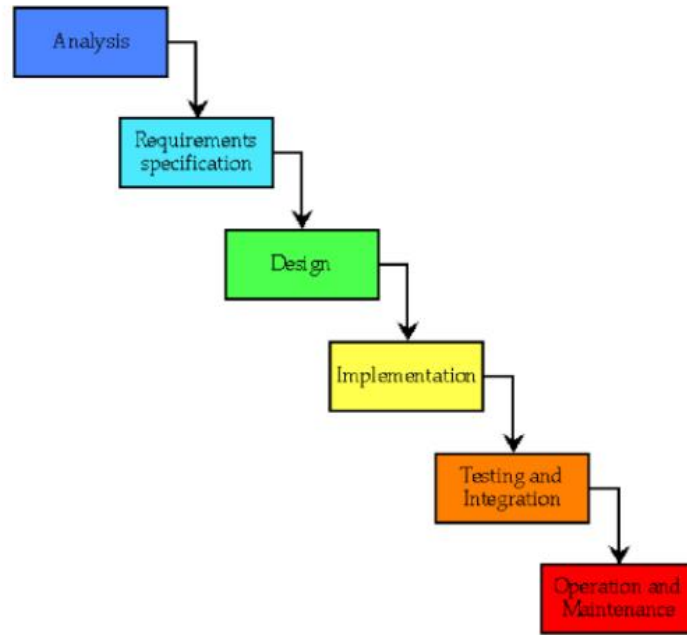 Analysis
Requirements
specification
Design
Implementation
Testing and
Integration
Operation and
Maintenance